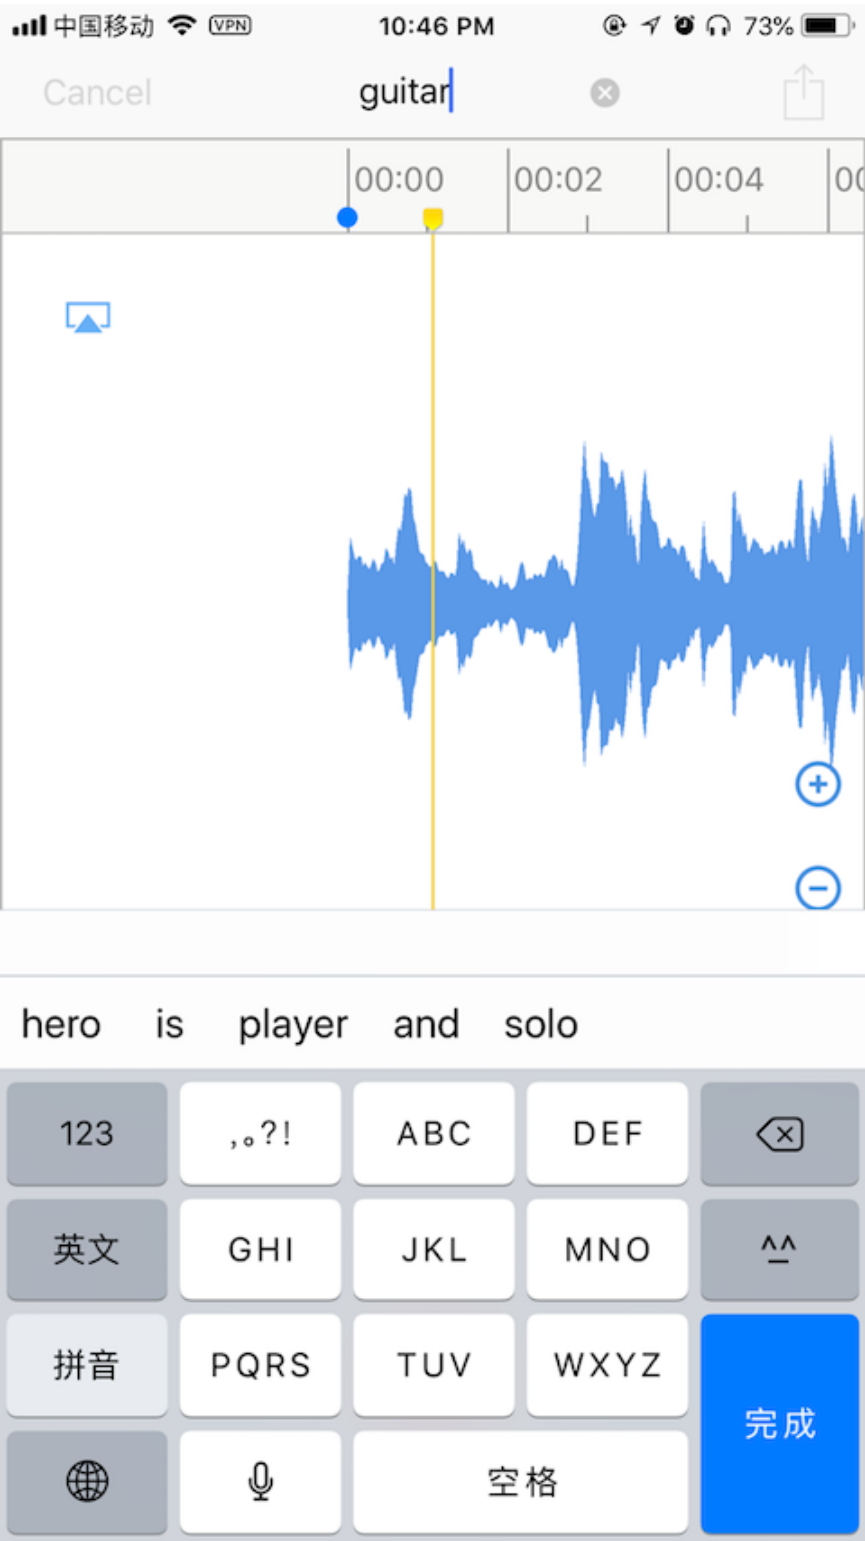 中国移动 VPN 10:46 PM 73%
Cancel guitar
00:00 00:02 00:04 00
hero is player and solo
123 ,。?! ABC DEF
英文 GHI JKL MNO ^^
拼音 PQRS TUV WXYZ
完成
空格